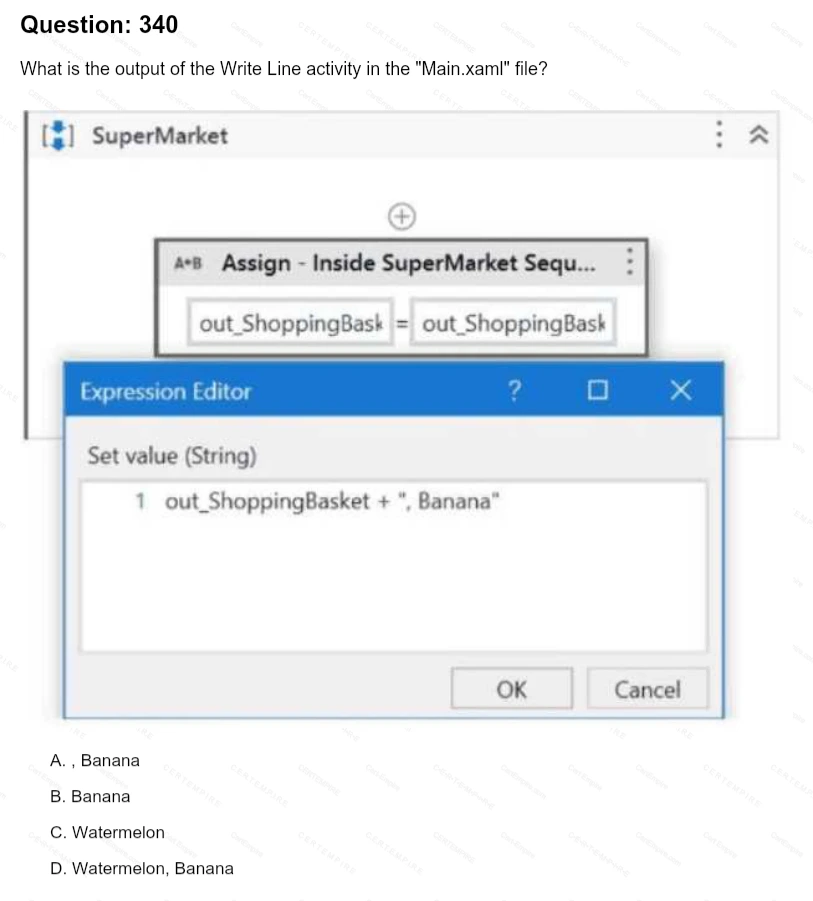 Question: 340
What is the output of the Write Line activity in the "Main.xaml" file?
SuperMarket
A+B Assign - Inside SuperMarket Sequ...
out_ShoppingBask = out_ShoppingBask
Expression Editor ?
Set value (String)
1 out_ShoppingBasket + ", Banana"
OK Cancel
A. , Banana
B. Banana
C. Watermelon
D. Watermelon, Banana